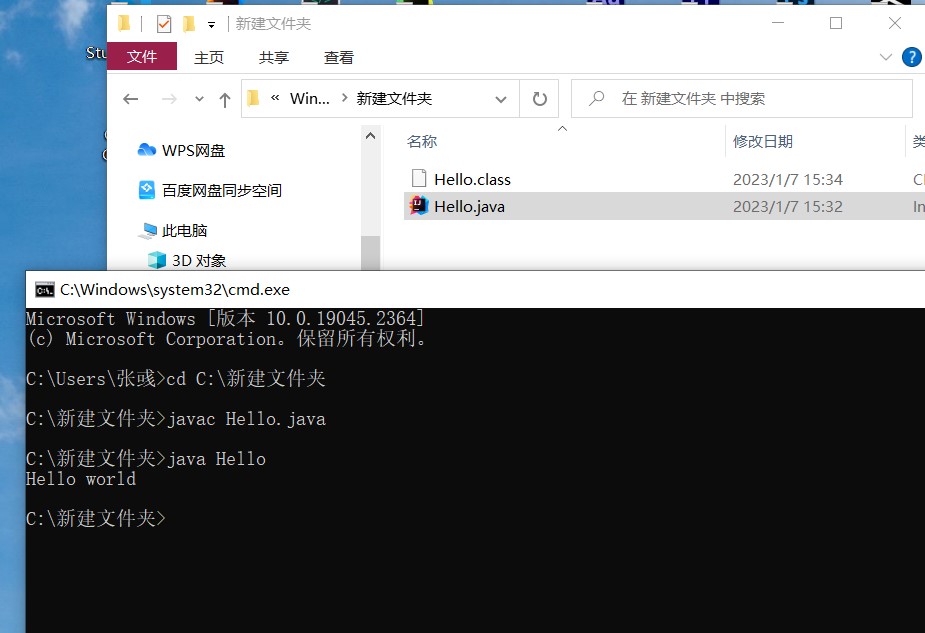 新建文件夹
文件 主页 共享 查看
« Win... > 新建文件夹
在 新建文件夹 中搜索
名称 修改日期
WPS网盘
百度网盘同步空间
此电脑
3D 对象
Hello.class 2023/1/7 15:34
Hello.java 2023/1/7 15:32
C:\Windows\system32\cmd.exe
Microsoft Windows [版本 10.0.19045.2364]
(c) Microsoft Corporation。保留所有权利。
C:\Users\张彧>cd C:\新建文件夹
C:\新建文件夹>javac Hello.java
C:\新建文件夹>java Hello
Hello world
C:\新建文件夹>